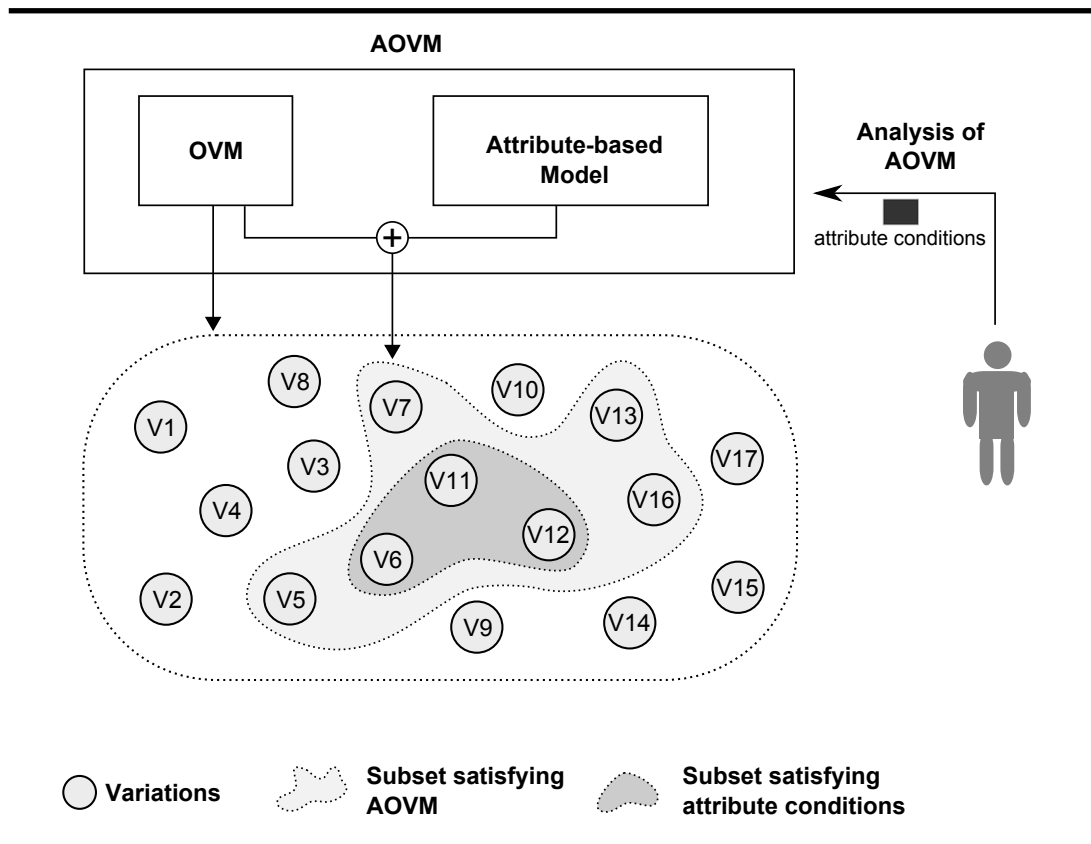 AOVM
OVM
Attribute-based
Model
+
Analysis of
AOVM
attribute conditions
V8
V7
V10
V13
V1
V3
V17
V11
V16
V4
V12
V6
V2
V5
V15
V9
V14
Variations
Subset satisfying
AOVM
Subset satisfying
attribute conditions